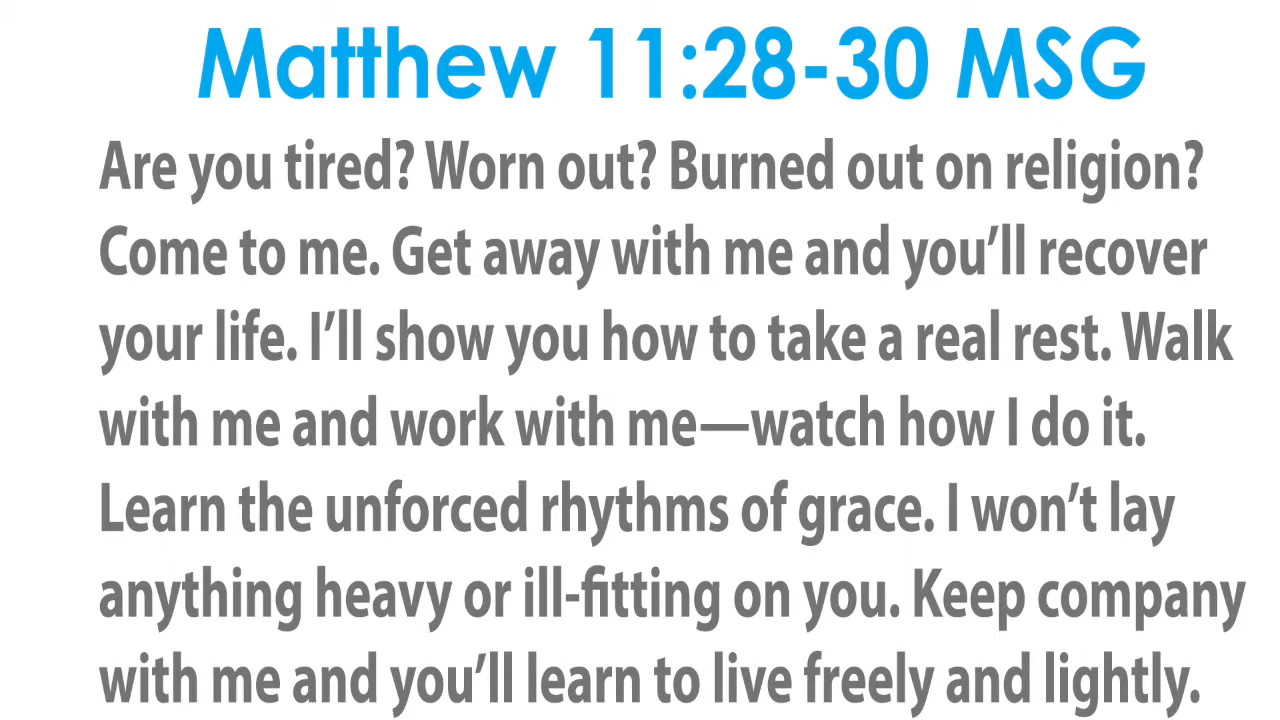 Matthew 11:28-30 MSG
Are you tired? Worn out? Burned out on religion?
Come to me. Get away with me and you’ll recover
your life. I’ll show you how to take a real rest. Walk
with me and work with me—watch how I do it.
Learn the unforced rhythms of grace. I won’t lay
anything heavy or ill-fitting on you. Keep company
with me and you’ll learn to live freely and lightly.